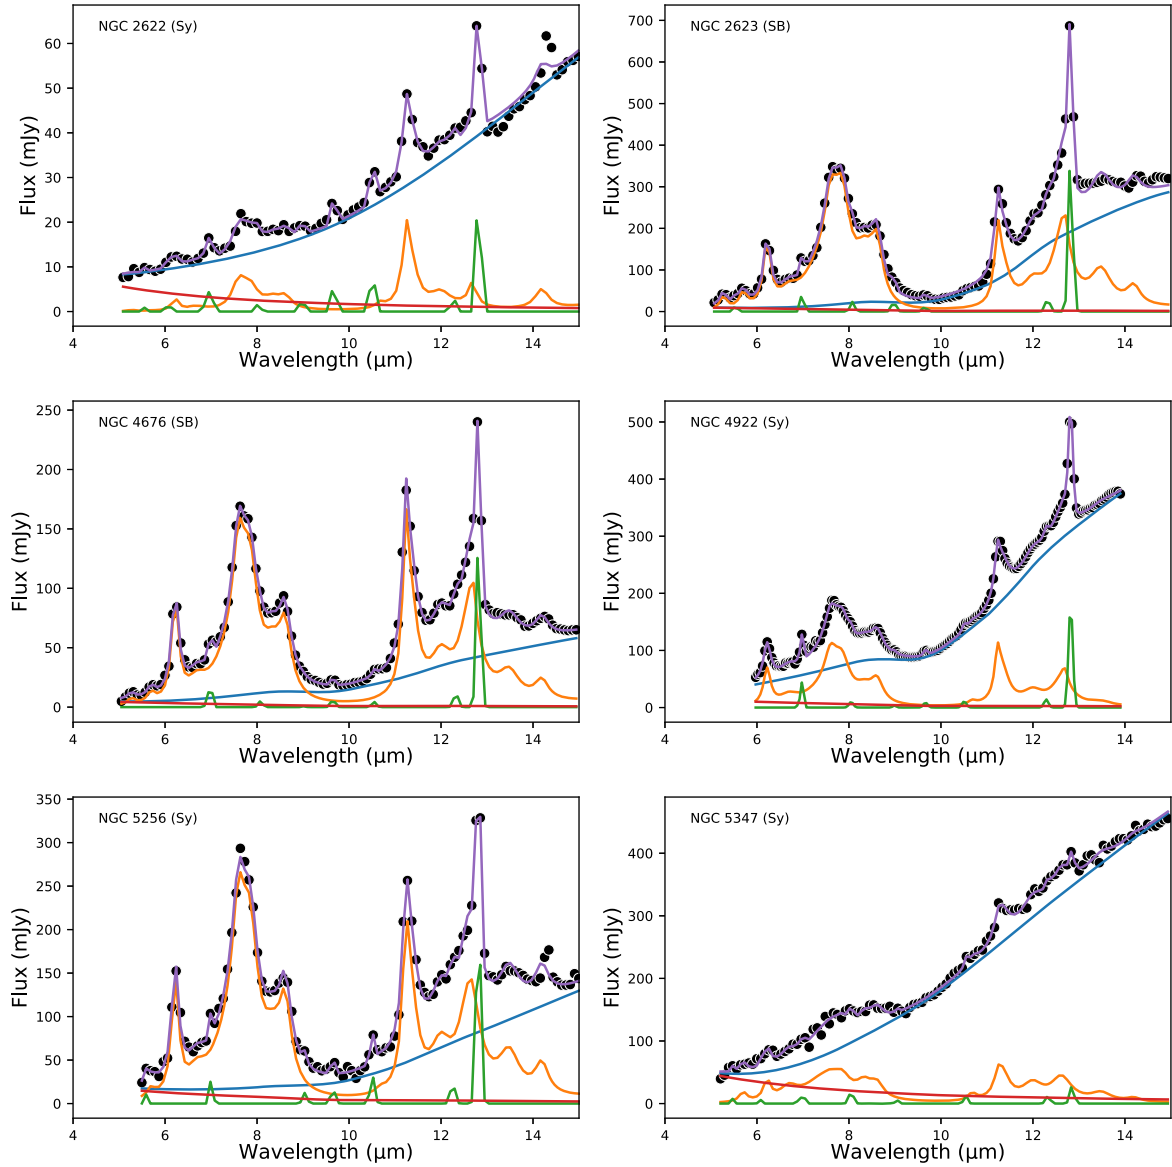 NGC 2622 (Sy)
Flux (mJy)
60
50
40
30
20
10
0
4 6 8 10 12 14
Wavelength (μm)
NGC 2623 (SB)
Flux (mJy)
700
600
500
400
300
200
100
0
4 6 8 10 12 14
Wavelength (μm)
NGC 4676 (SB)
Flux (mJy)
250
200
150
100
50
0
4 6 8 10 12 14
Wavelength (μm)
NGC 4922 (Sy)
Flux (mJy)
500
400
300
200
100
0
4 6 8 10 12 14
Wavelength (μm)
NGC 5256 (Sy)
Flux (mJy)
350
300
250
200
150
100
50
0
4 6 8 10 12 14
Wavelength (μm)
NGC 5347 (Sy)
Flux (mJy)
400
300
200
100
0
4 6 8 10 12 14
Wavelength (μm)